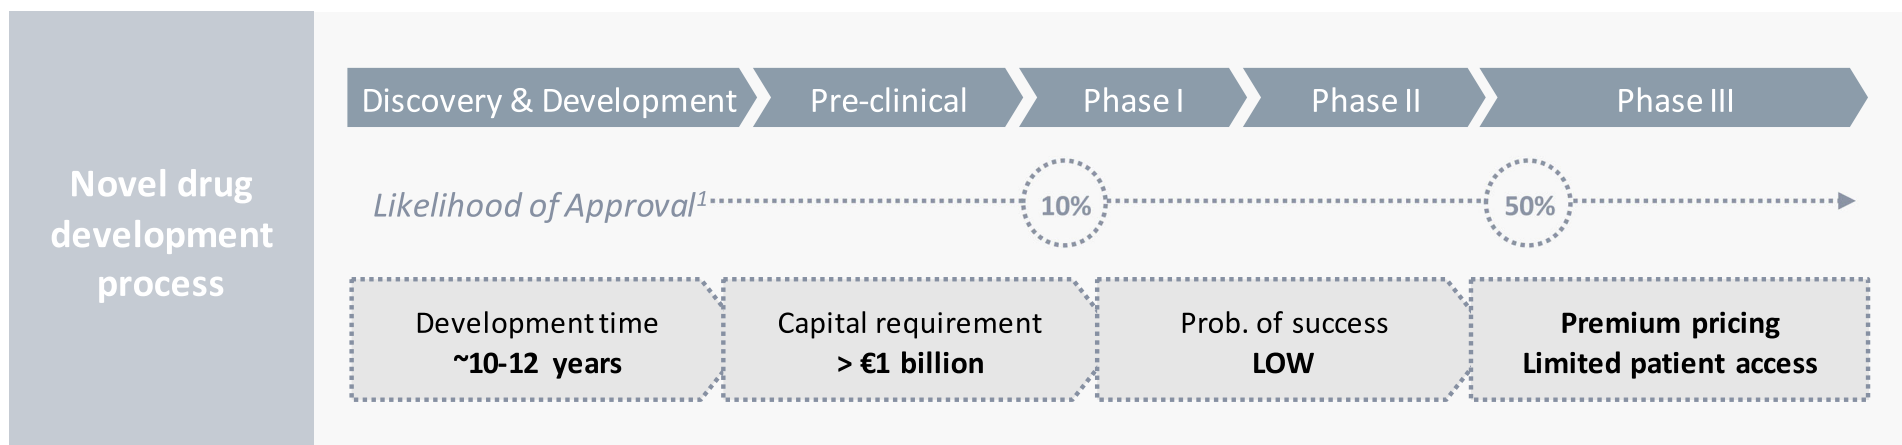 Novel drug
development
process
Discovery & Development
Pre-clinical
Phase I
Phase II
Phase III
Likelihood of Approval¹
10%
50%
Development time
~10-12 years
Capital requirement
> €1 billion
Prob. of success
LOW
Premium pricing
Limited patient access